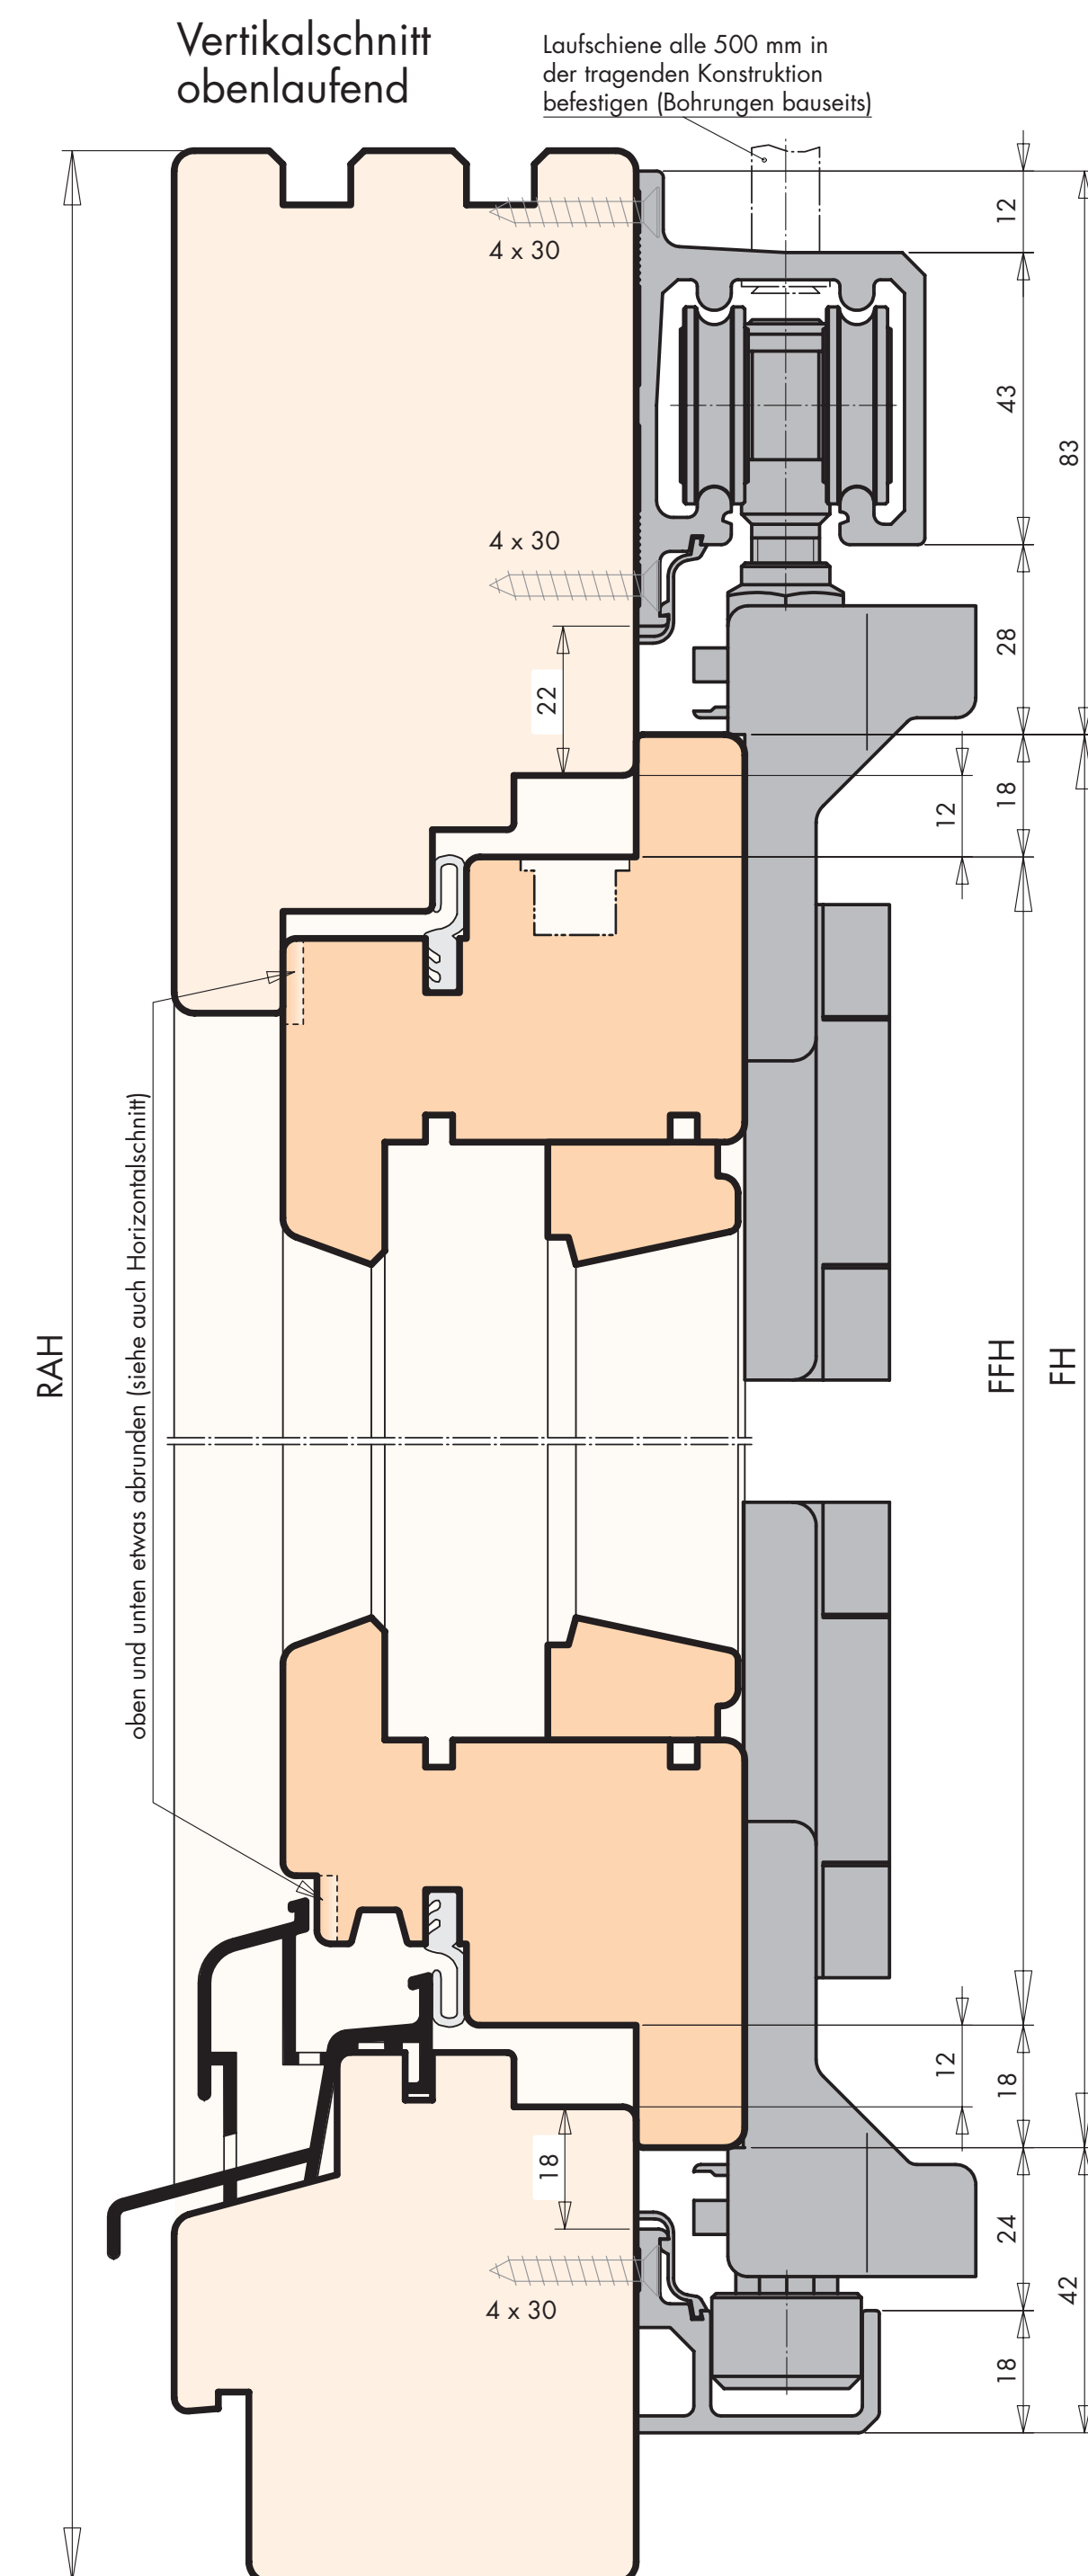 Vertikalschnitt
obenlaufend
Laufschiene alle 500 mm in
der tragenden Konstruktion
befestigen (Bohrungen bauseits)
12
4 x 30
43
83
4 x 30
28
22
18
12
oben und unten etwas abrunden (siehe auch Horizontalschnitt)
RAH
FFH
FH
12
18
18
24
42
4 x 30
18